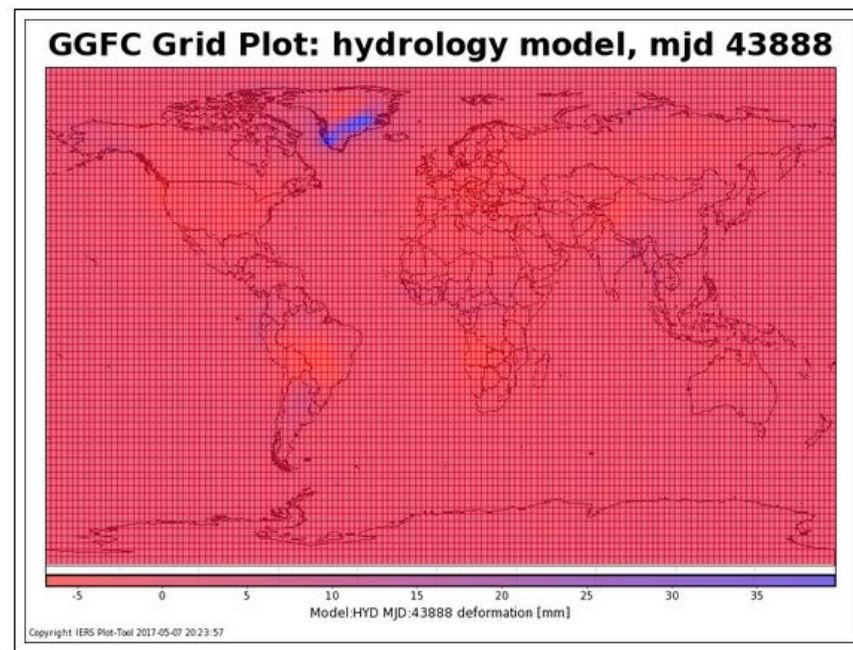 GGFC Grid Plot: hydrology model, mjd 43888
-5 0 5 10 15 20 25 30 35
Model:HYD MJD:43888 deformation [mm]
Copyright IERS Plot-Tool 2017-05-07 20:23:57